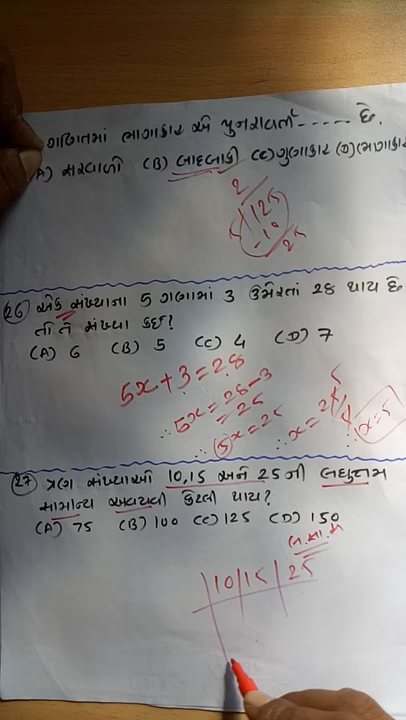 ગણિતમાં ભાગાકાર એ પુનરાવર્તી ----- છે.
A) સરવાળો (B) બાદબાકી (C) ગુણાકાર (D) ભાગાકાર
2
5 125
-10
25
26 એક સંખ્યાના 5 ગણામાં 3 ઉમેરતાં 28 થાય છે
તો તે સંખ્યા કઈ?
(A) 6 (B) 5 (C) 4 (D) 7
5x+3=28
∴ 5x=28-3
=25
∴ 5x=25
∴ x=
∴ x=5
27 ત્રણ સંખ્યાઓ 10,15 અને 25 ની લઘુત્તમ
સામાન્ય અવયવી કેટલી થાય?
(A) 75 (B) 100 (C) 125 (D) 150
લ.સા.અ
10 15 25